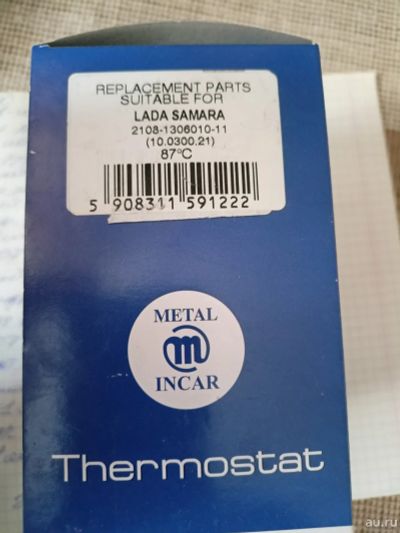 REPLACEMENT PARTS
SUITABLE FOR
LADA SAMARA
2108-1306010-11
(10.0300.21)
87°C
5 908311 591222
METAL
m
INCAR
Thermostat
au.ru